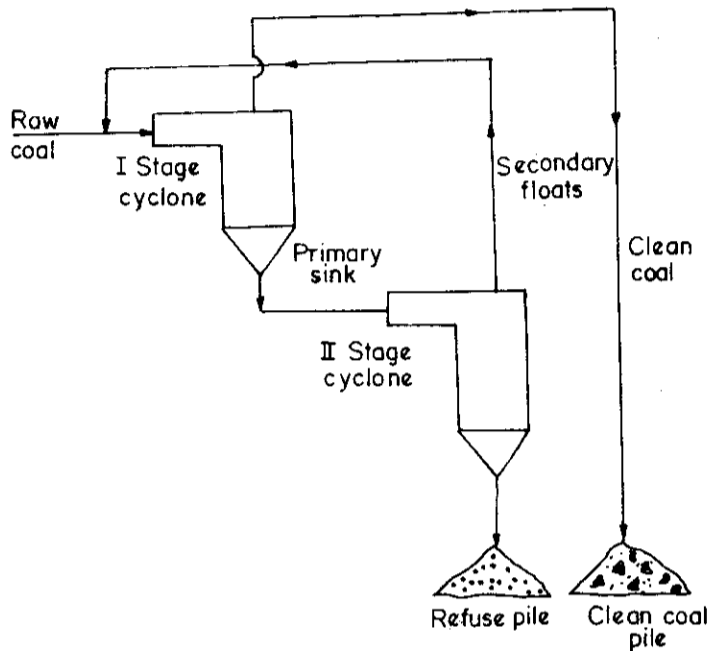 Raw
coal
I Stage
cyclone
Primary
sink
Secondary
floats
Clean
coal
II Stage
cyclone
Refuse pile
Clean coal
pile